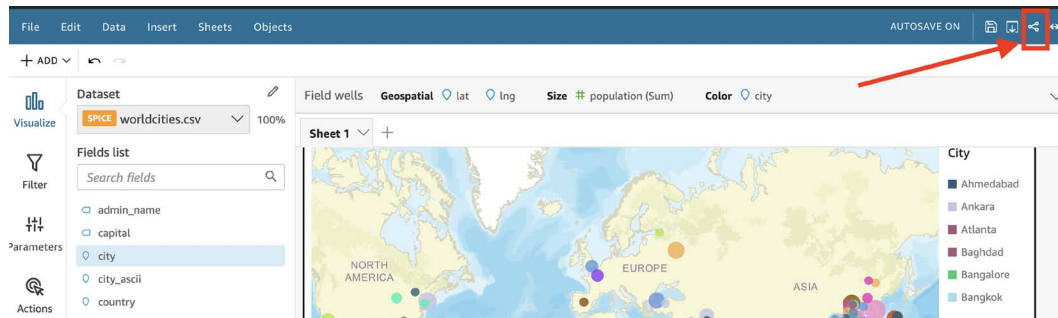 File Edit Data Insert Sheets Objects AUTOSAVE ON
ADD
Visualize
Filter
Parameters
Actions
Dataset
SPICE worldcities.csv 100%
Fields list
Search fields
admin_name
capital
city
city_ascii
country
Field wells Geospatial lat lng Size # population (Sum) Color city
Sheet 1
NORTH
AMERICA
EUROPE
ASIA
City
Ahmedabad
Ankara
Atlanta
Baghdad
Bangalore
Bangkok